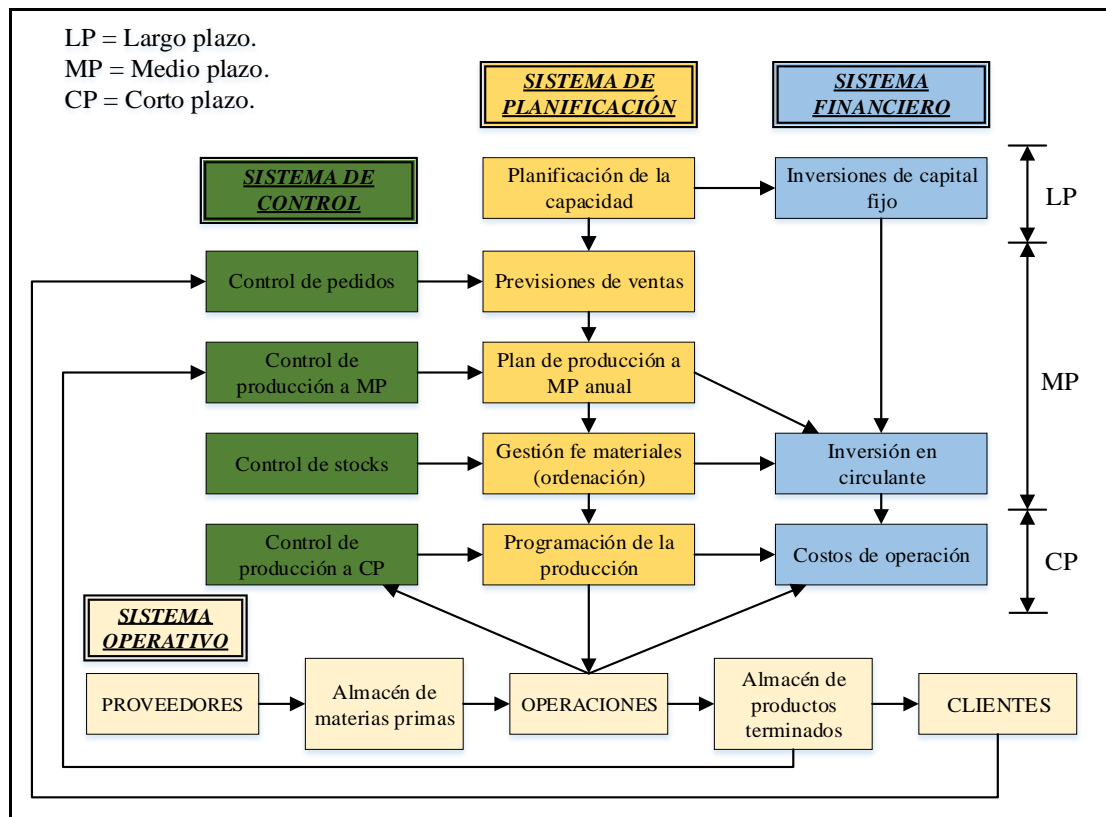 LP = Largo plazo.
MP = Medio plazo.
CP = Corto plazo.
SISTEMA DE
PLANIFICACIÓN
SISTEMA
FINANCIERO
SISTEMA DE
CONTROL
Planificación de la
capacidad
Inversiones de capital
fijo
LP
Control de pedidos
Previsiones de ventas
Control de
producción a MP
Plan de producción a
MP anual
MP
Control de stocks
Gestión fe materiales
(ordenación)
Inversión en
circulante
Control de
producción a CP
Programación de la
producción
Costos de operación
CP
SISTEMA
OPERATIVO
PROVEEDORES
Almacén de
materias primas
OPERACIONES
Almacén de
productos
terminados
CLIENTES